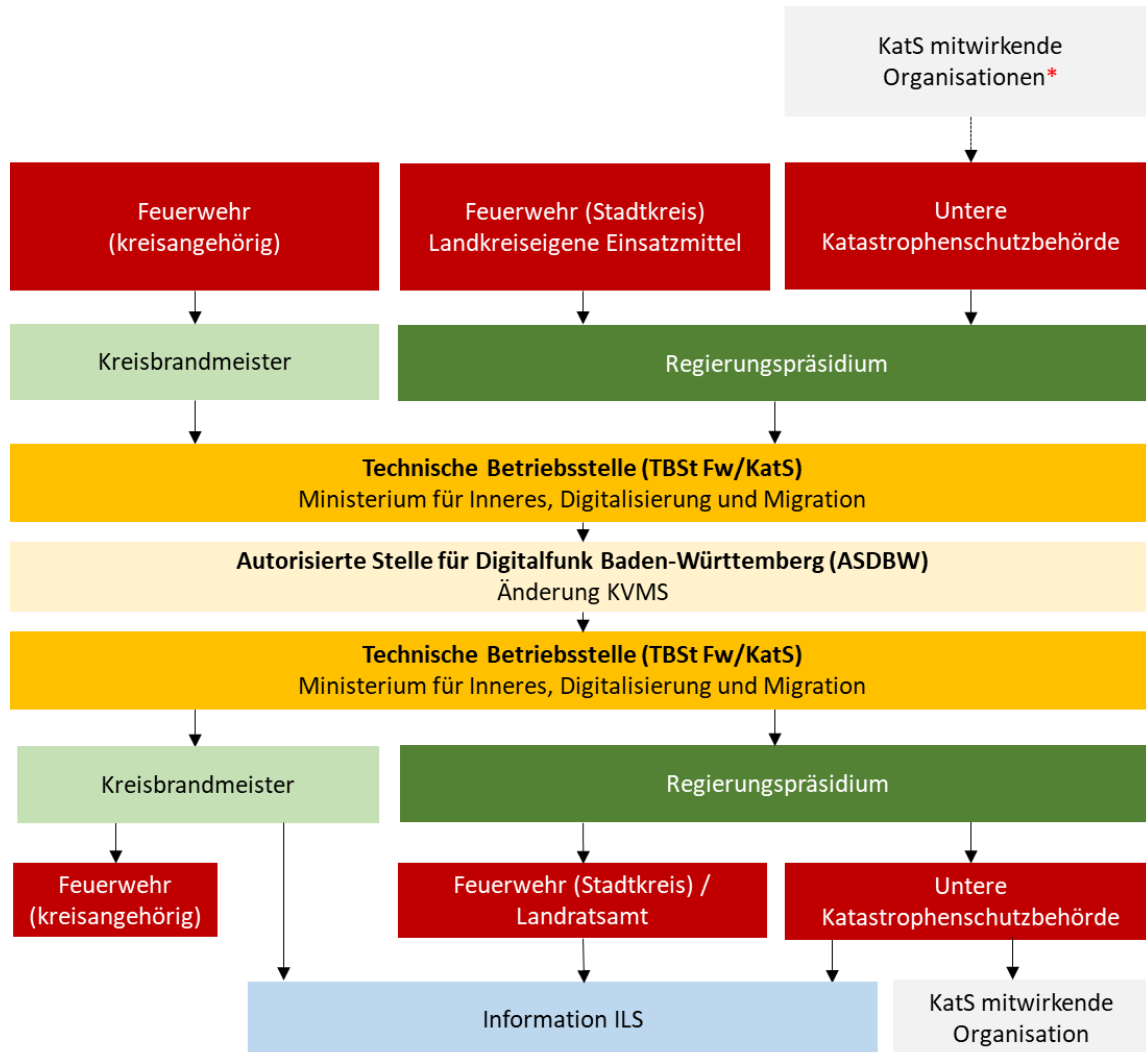 KatS mitwirkende
Organisationen*
Feuerwehr
(kreisangehörig)
Feuerwehr (Stadtkreis)
Landkreiseigene Einsatzmittel
Untere
Katastrophenschutzbehörde
Kreisbrandmeister
Regierungspräsidium
Technische Betriebsstelle (TBSt Fw/KatS)
Ministerium für Inneres, Digitalisierung und Migration
Autorisierte Stelle für Digitalfunk Baden-Württemberg (ASDBW)
Änderung KVMS
Technische Betriebsstelle (TBSt Fw/KatS)
Ministerium für Inneres, Digitalisierung und Migration
Kreisbrandmeister
Regierungspräsidium
Feuerwehr
(kreisangehörig)
Feuerwehr (Stadtkreis) /
Landratsamt
Untere
Katastrophenschutzbehörde
Information ILS
KatS mitwirkende
Organisation